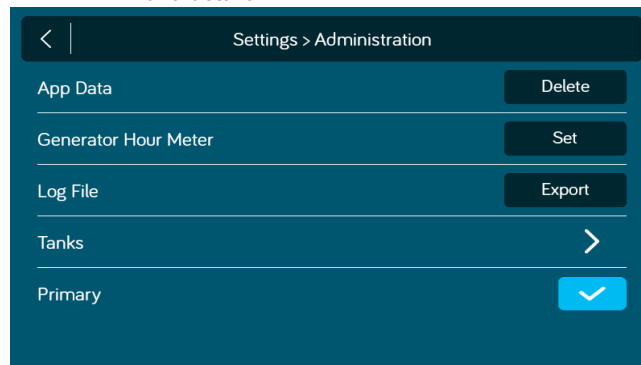 Settings > Administration
App Data Delete
Generator Hour Meter Set
Log File Export
Tanks
Primary